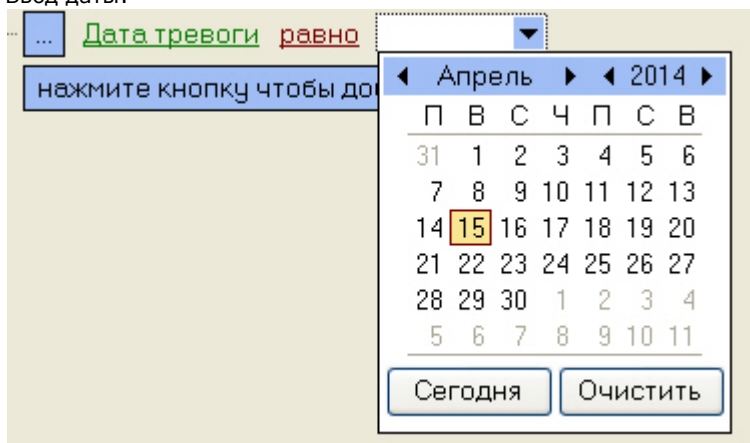 Ввод даты:
... Дата тревоги равно
нажмите кнопку чтобы
Апрель 2014
П В С Ч П С В
31 1 2 3 4 5 6
7 8 9 10 11 12 13
14 15 16 17 18 19 20
21 22 23 24 25 26 27
28 29 30 1 2 3 4
5 6 7 8 9 10 11
Сегодня Очистить